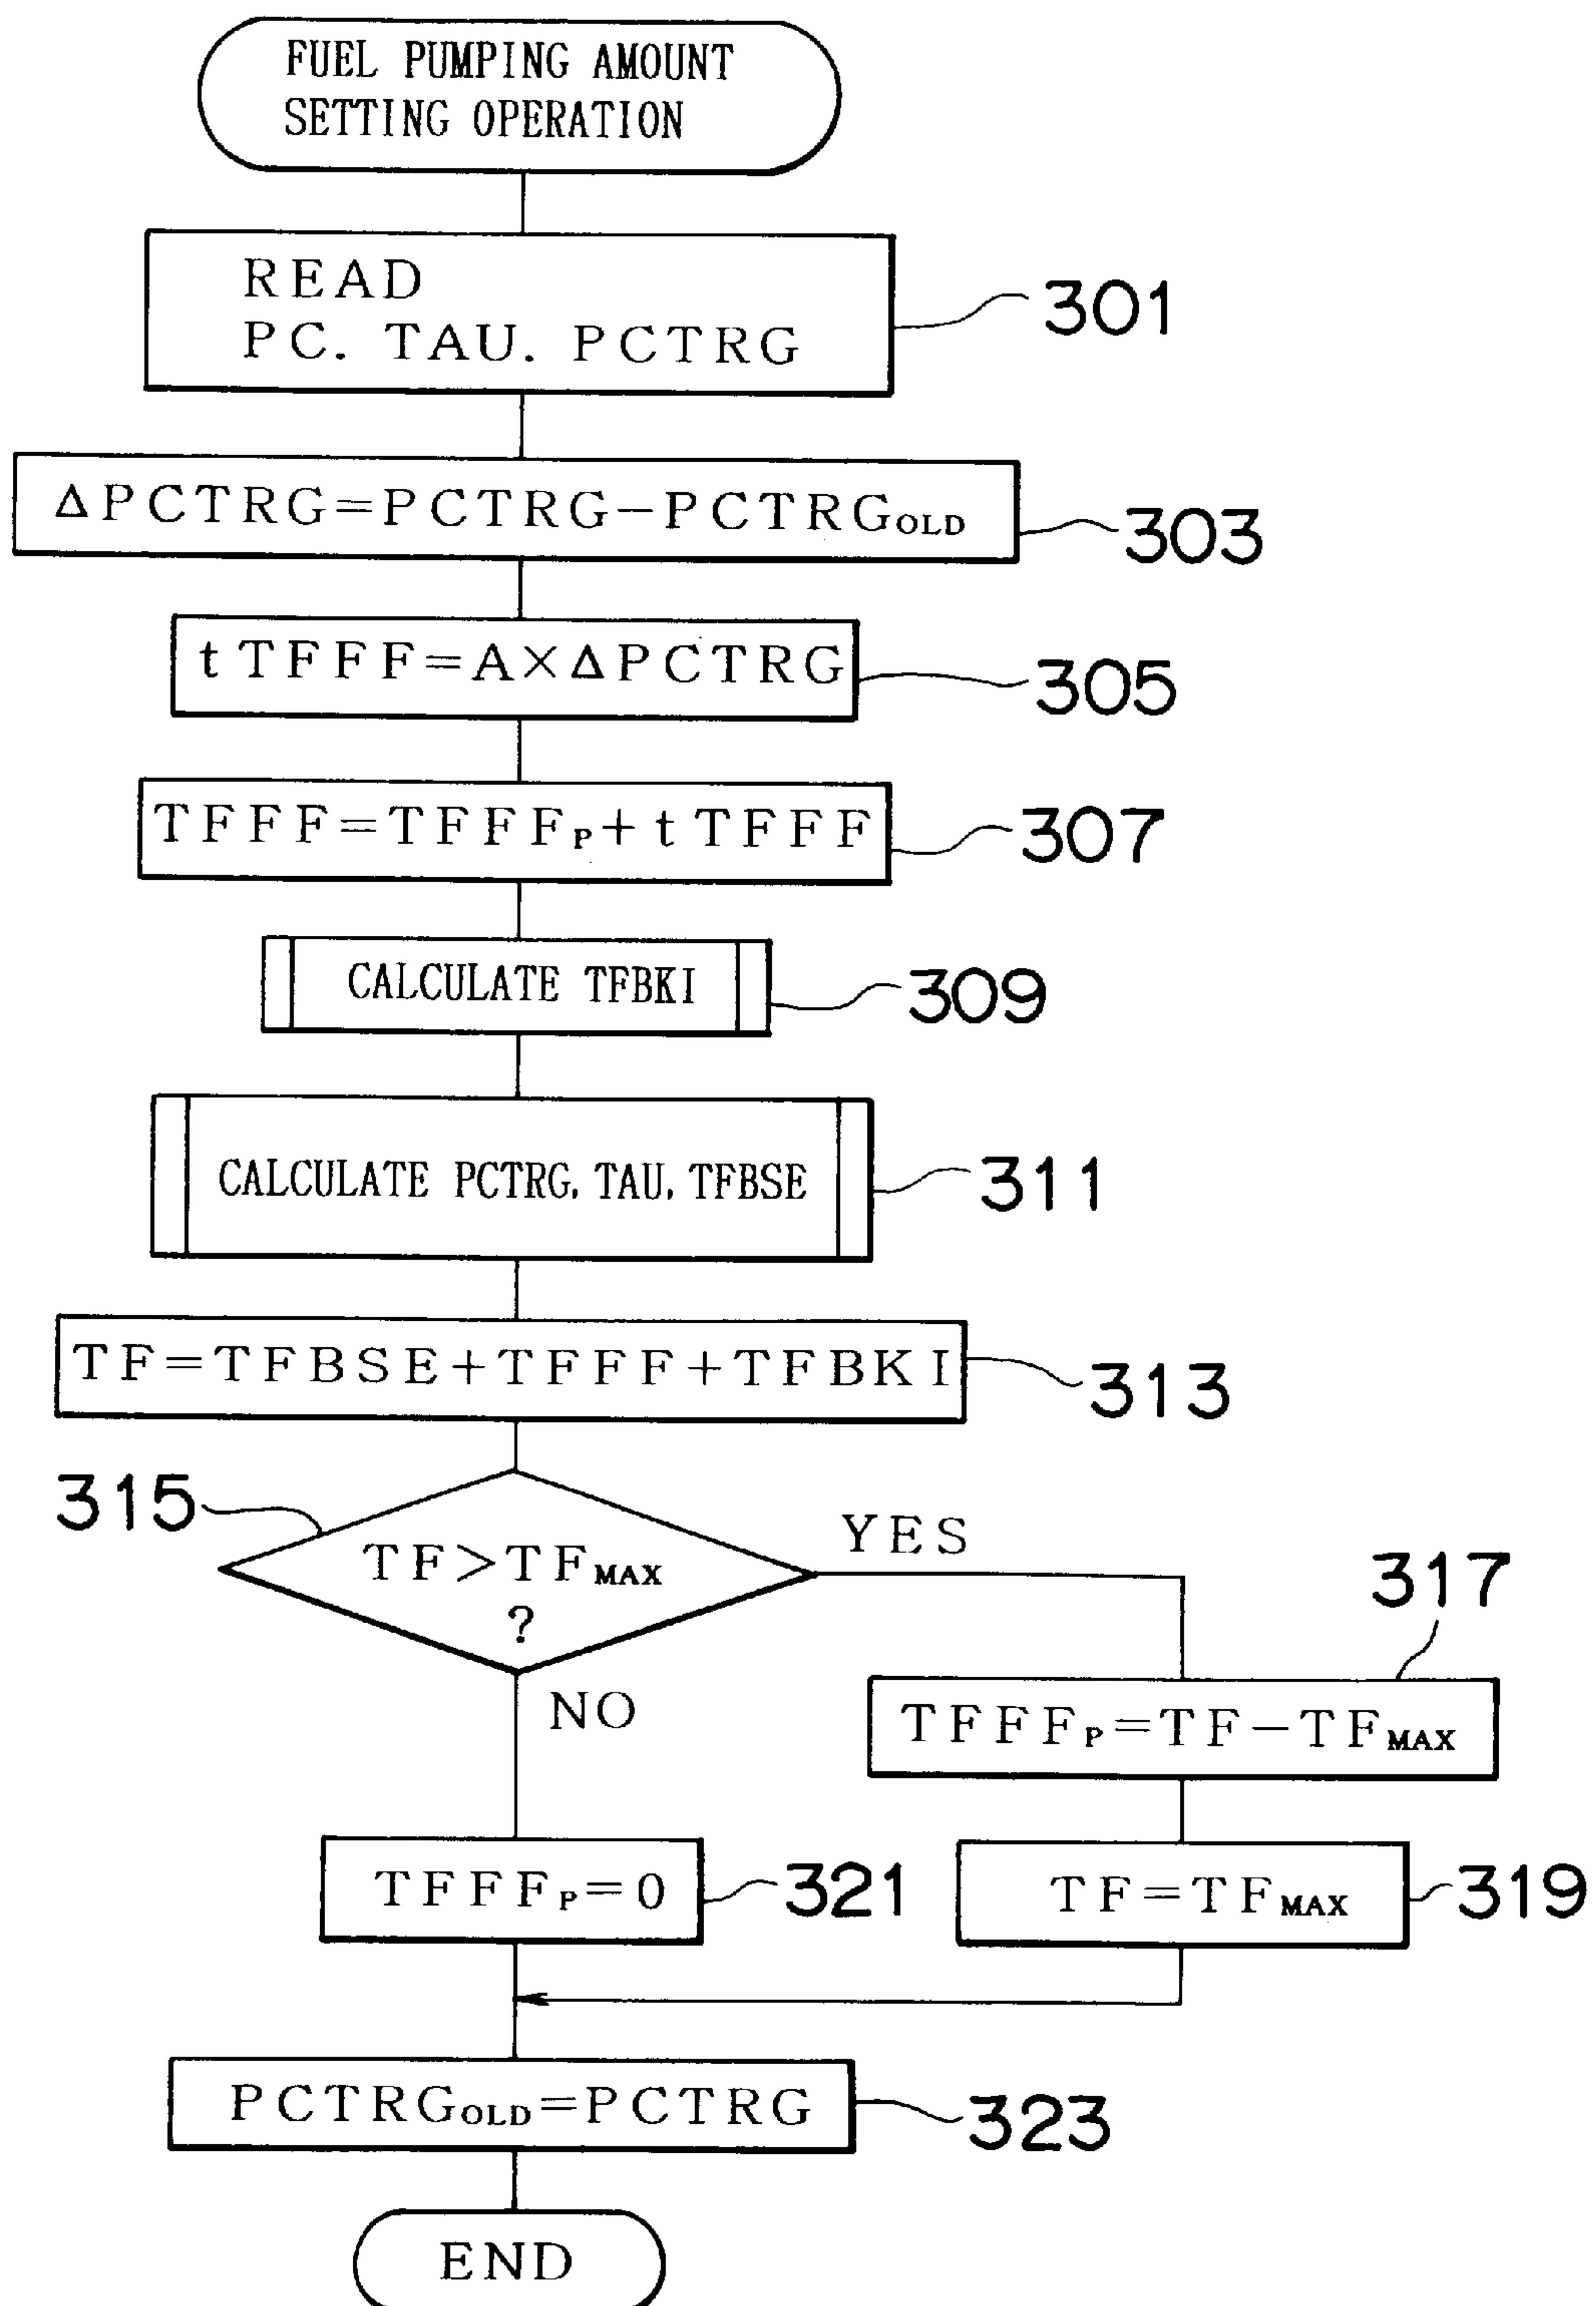 FUEL PUMPING AMOUNT
SETTING OPERATION
READ
PC. TAU. PCTRG
301
ΔPCTRG=PCTRG-PCTRGOLD
303
tTFFF=A×ΔPCTRG
305
TFFF=TFFFP+tTFFF
307
CALCULATE TFBKI
309
CALCULATE PCTRG, TAU, TFBSE
311
TF=TFBSE+TFFF+TFBKI
313
315
TF>TFMAX
?
YES
NO
317
TFFFP=TF-TFMAX
TFFFP=0
321
TF=TFMAX
319
PCTRGOLD=PCTRG
323
END